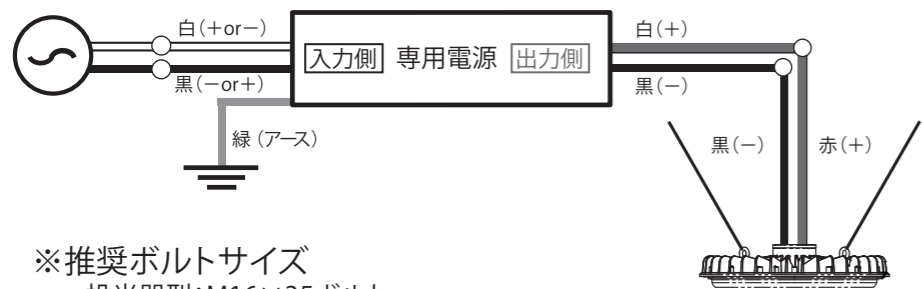 白(+or−)
白(+)
入力側 専用電源 出力側
黒(−or+)
黒(−)
緑(アース)
黒(−)
赤(+)
※推奨ボルトサイズ